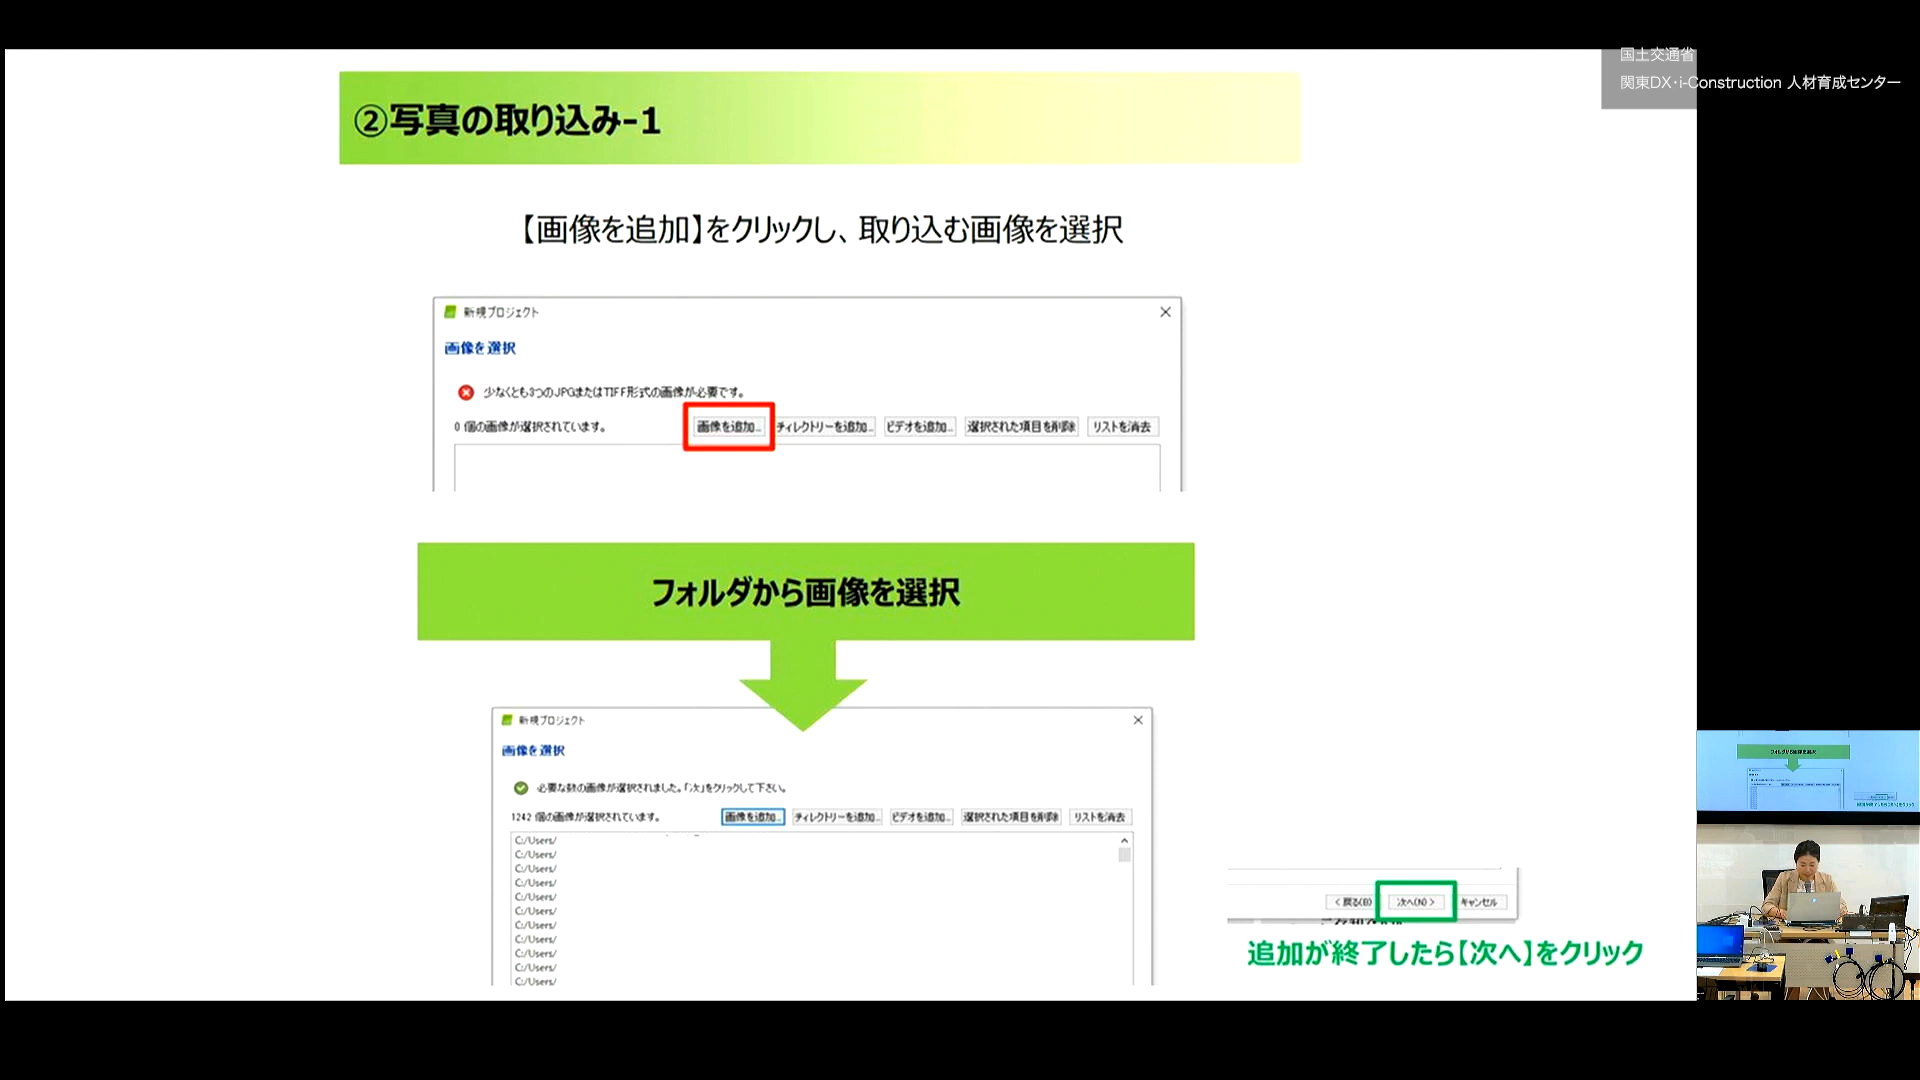 国土交通省
関東DX・i-Construction 人材育成センター
②写真の取り込み-1
【画像を追加】をクリックし、取り込む画像を選択
新規プロジェクト
画像を選択
少なくとも3つのJPGまたはTIFF形式の画像が必要です。
0 個の画像が選択されています。 画像を追加... ディレクトリーを追加... ビデオを追加... 選択された項目を削除 リストを消去
フォルダから画像を選択
新規プロジェクト
画像を選択
必要な数の画像が選択されました。「次」をクリックして下さい。
1242 個の画像が選択されています。 画像を追加... ディレクトリーを追加... ビデオを追加... 選択された項目を削除 リストを消去
C:/Users/
C:/Users/
C:/Users/
C:/Users/
C:/Users/
C:/Users/
C:/Users/
C:/Users/
C:/Users/
C:/Users/
C:/Users/
< 戻る(B) 次へ(N) > キャンセル
追加が終了したら【次へ】をクリック
フォルダから画像を選択